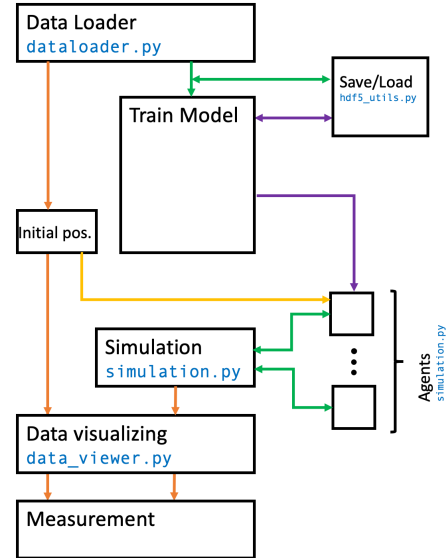 Data Loader
dataloader.py
Save/Load
hdf5_utils.py
Train Model
Initial pos.
Simulation
simulation.py
Agents
simulation.py
Data visualizing
data_viewer.py
Measurement